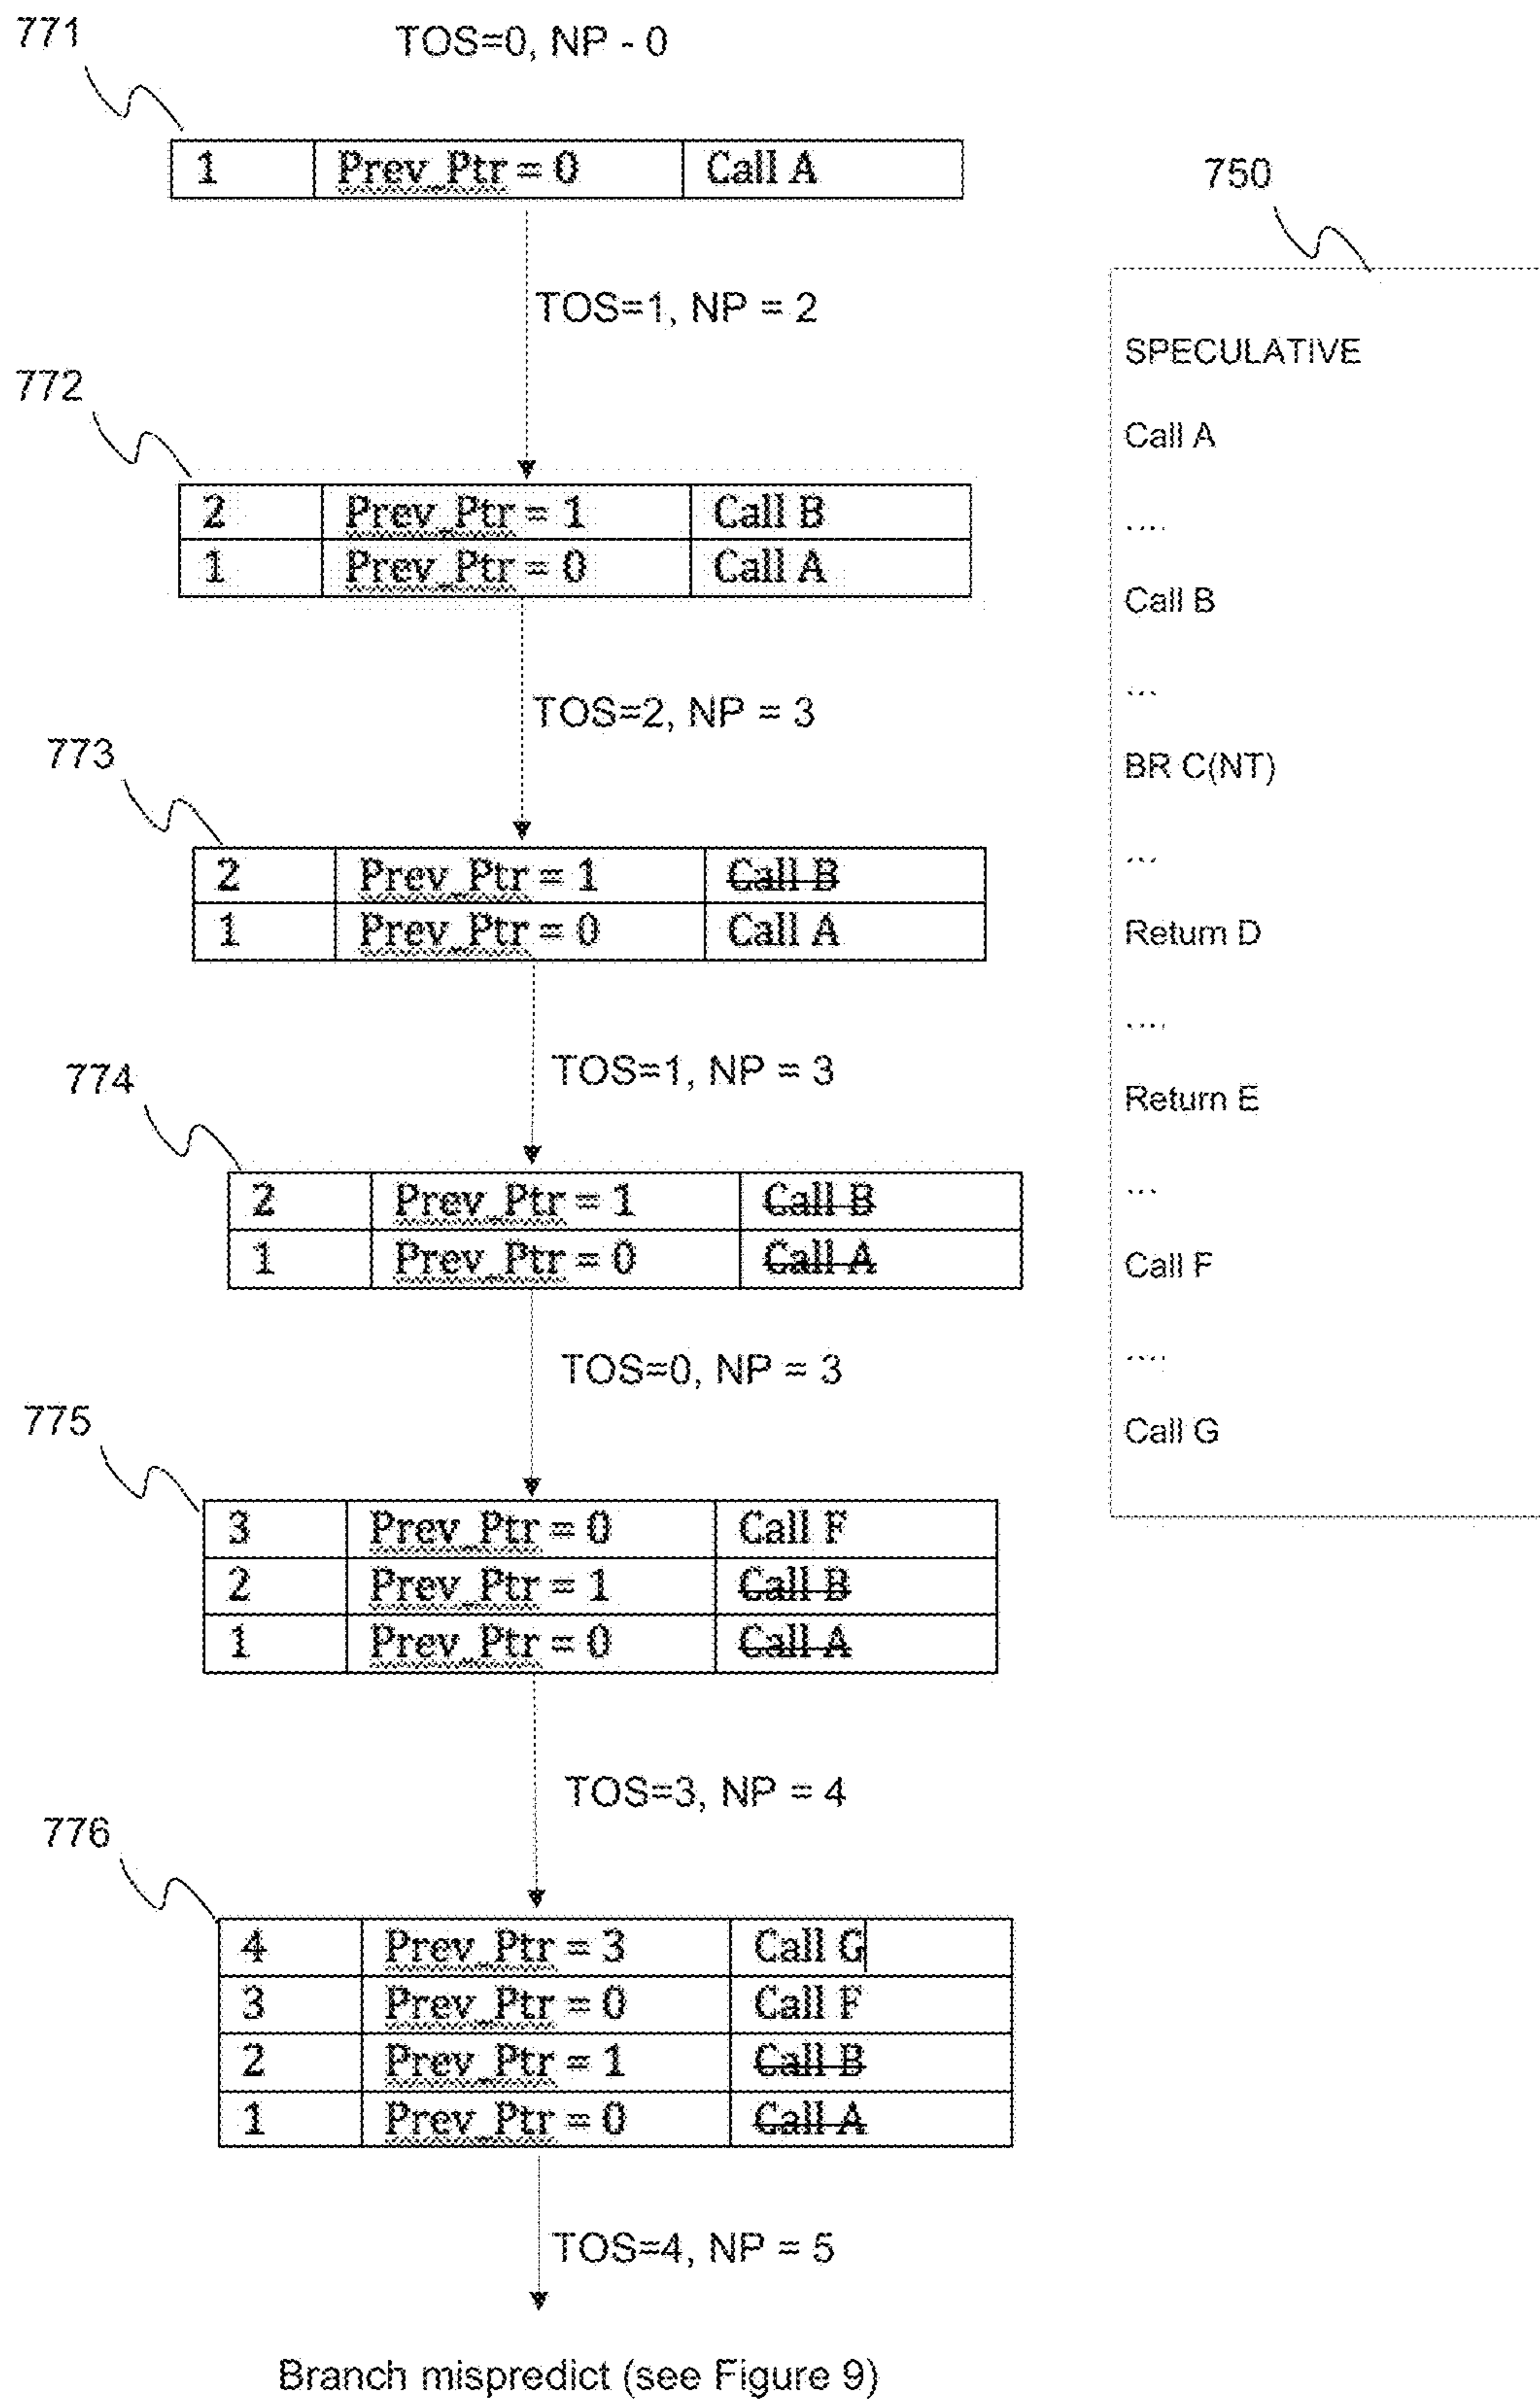 771
TOS=0, NP - 0
1 Prev_Ptr = 0 Call A
TOS=1, NP = 2
772
2 Prev_Ptr = 1 Call B
1 Prev_Ptr = 0 Call A
TOS=2, NP = 3
773
2 Prev_Ptr = 1 Call B
1 Prev_Ptr = 0 Call A
TOS=1, NP = 3
774
2 Prev_Ptr = 1 Call B
1 Prev_Ptr = 0 Call A
TOS=0, NP = 3
775
3 Prev_Ptr = 0 Call F
2 Prev_Ptr = 1 Call B
1 Prev_Ptr = 0 Call A
TOS=3, NP = 4
776
4 Prev_Ptr = 3 Call G
3 Prev_Ptr = 0 Call F
2 Prev_Ptr = 1 Call B
1 Prev_Ptr = 0 Call A
TOS=4, NP = 5
Branch mispredict (see Figure 9)
750
SPECULATIVE
Call A
....
Call B
...
BR C(NT)
...
Return D
....
Return E
...
Call F
....
Call G